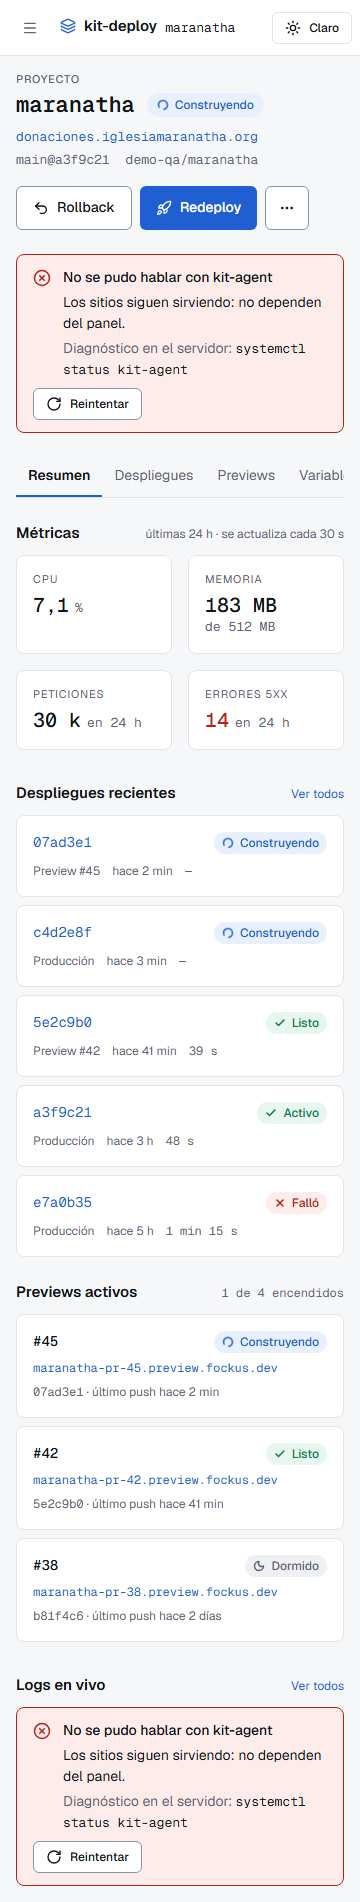 kit-deploy maranatha Claro
PROYECTO
maranatha Construyendo
donaciones.iglesiamaranatha.org
main@a3f9c21 demo-qa/maranatha
Rollback Redeploy ...
No se pudo hablar con kit-agent
Los sitios siguen sirviendo: no dependen
del panel.
Diagnóstico en el servidor: systemctl
status kit-agent
Reintentar
Resumen Despliegues Previews Variabl
Métricas últimas 24 h · se actualiza cada 30 s
CPU
7,1 %
MEMORIA
183 MB
de 512 MB
PETICIONES
30 k en 24 h
ERRORES 5XX
14 en 24 h
Despliegues recientes Ver todos
07ad3e1 Construyendo
Preview #45 hace 2 min —
c4d2e8f Construyendo
Producción hace 3 min —
5e2c9b0 Listo
Preview #42 hace 41 min 39 s
a3f9c21 Activo
Producción hace 3 h 48 s
e7a0b35 Falló
Producción hace 5 h 1 min 15 s
Previews activos 1 de 4 encendidos
#45 Construyendo
maranatha-pr-45.preview.fockus.dev
07ad3e1 · último push hace 2 min
#42 Listo
maranatha-pr-42.preview.fockus.dev
5e2c9b0 · último push hace 41 min
#38 Dormido
maranatha-pr-38.preview.fockus.dev
b81f4c6 · último push hace 2 días
Logs en vivo Ver todos
No se pudo hablar con kit-agent
Los sitios siguen sirviendo: no dependen
del panel.
Diagnóstico en el servidor: systemctl
status kit-agent
Reintentar